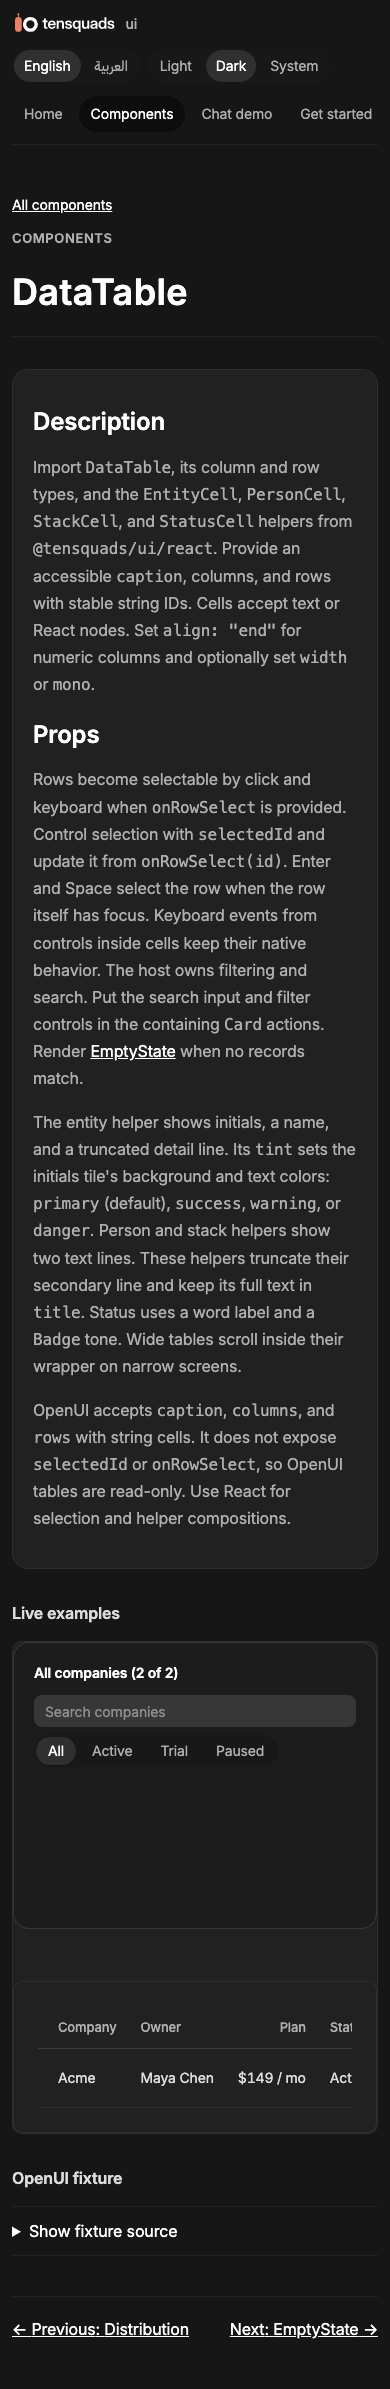 tensquads ui
English العربية Light Dark System
Home Components Chat demo Get started
All components
COMPONENTS
DataTable
Description
Import DataTable, its column and row
types, and the EntityCell, PersonCell,
StackCell, and StatusCell helpers from
@tensquads/ui/react. Provide an
accessible caption, columns, and rows
with stable string IDs. Cells accept text or
React nodes. Set align: "end" for
numeric columns and optionally set width
or mono.
Props
Rows become selectable by click and
keyboard when onRowSelect is provided.
Control selection with selectedId and
update it from onRowSelect(id). Enter
and Space select the row when the row
itself has focus. Keyboard events from
controls inside cells keep their native
behavior. The host owns filtering and
search. Put the search input and filter
controls in the containing Card actions.
Render EmptyState when no records
match.
The entity helper shows initials, a name,
and a truncated detail line. Its tint sets the
initials tile's background and text colors:
primary (default), success, warning, or
danger. Person and stack helpers show
two text lines. These helpers truncate their
secondary line and keep its full text in
title. Status uses a word label and a
Badge tone. Wide tables scroll inside their
wrapper on narrow screens.
OpenUI accepts caption, columns, and
rows with string cells. It does not expose
selectedId or onRowSelect, so OpenUI
tables are read-only. Use React for
selection and helper compositions.
Live examples
All companies (2 of 2)
Search companies
All Active Trial Paused
Company Owner Plan Stat
Acme Maya Chen $149 / mo Act
OpenUI fixture
▶ Show fixture source
← Previous: Distribution Next: EmptyState →